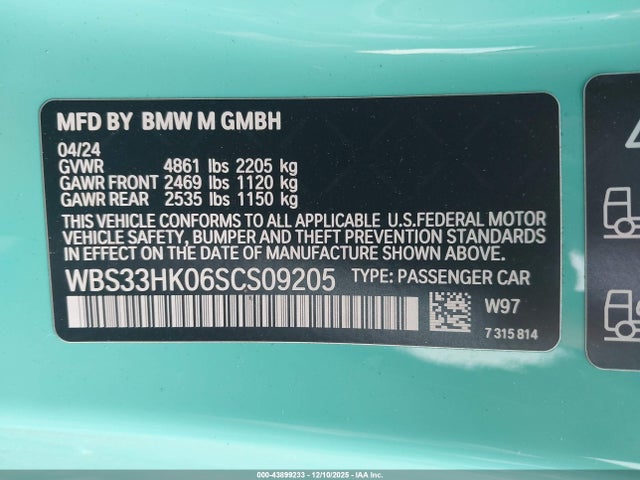 MFD BY BMW M GMBH
04/24
GVWR 4861 lbs 2205 kg
GAWR FRONT 2469 lbs 1120 kg
GAWR REAR 2535 lbs 1150 kg
THIS VEHICLE CONFORMS TO ALL APPLICABLE U.S.FEDERAL MOTOR
VEHICLE SAFETY, BUMPER, AND THEFT PREVENTION STANDARDS
IN EFFECT ON THE DATE OF MANUFACTURE SHOWN ABOVE.
WBS33HK06SCS09205 TYPE: PASSENGER CAR
W97
7 315 814
000-43899233 - 12/10/2025 - IAA Inc.